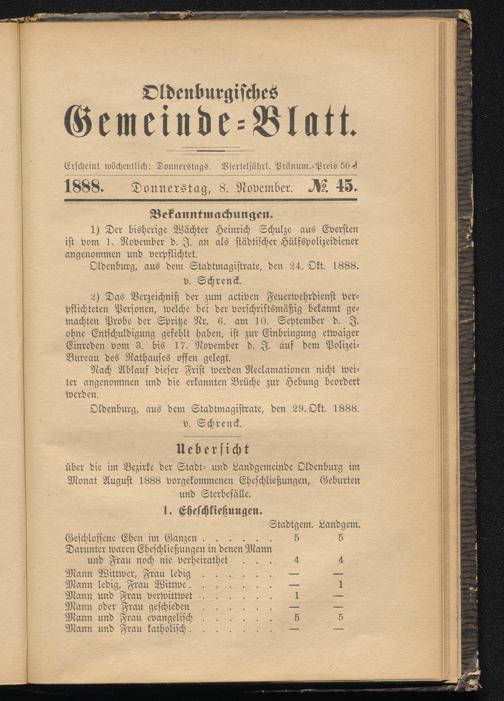 Oldenburgisches
Gemeinde-Blatt.
Erscheint wöchentlich: Donnerstags. Vierteljährl. Pränum.-Preis 50 ₰
1888. Donnerstag, 8. November. №. 45.
Bekanntmachungen.
1) Der bisherige Wächter Heinrich Schulze aus Eversten
ist vom 1. November d. J. an als städtischer Hülfspolizeidiener
angenommen und verpflichtet.
Oldenburg, aus dem Stadtmagistrate, den 24. Okt. 1888.
v. Schrenck.
2) Das Verzeichniß der zum activen Feuerwehrdienst ver-
pflichteten Personen, welche bei der vorschriftsmäßig bekannt ge-
machten Probe der Spritze Nr. 6. am 10. September d. J.
ohne Entschuldigung gefehlt haben, ist zur Einbringung etwaiger
Einreden vom 3. bis 17. November d. J. auf dem Polizei-
Bureau des Rathauses offen gelegt.
Nach Ablauf dieser Frist werden Reclamationen nicht wei-
ter angenommen und die erkannten Brüche zur Hebung beordert
werden.
Oldenburg, aus dem Stadtmagistrate, den 29. Okt. 1888.
v. Schrenck.
Uebersicht
über die im Bezirke der Stadt- und Landgemeinde Oldenburg im
Monat August 1888 vorgekommenen Eheschließungen, Geburten
und Sterbefälle.
1. Eheschließungen.
Stadtgem. Landgem.
Geschlossene Ehen im Ganzen . . . . . . 5 5
Darunter waren Eheschließungen in denen Mann
und Frau noch nie verheirathet . . . 4 4
Mann Wittwer, Frau ledig . . . . . . . — —
Mann ledig, Frau Wittwe . . . . . . . — 1
Mann und Frau verwittwet . . . . . . . 1 —
Mann oder Frau geschieden . . . . . . . — —
Mann und Frau evangelisch . . . . . . . 5 5
Mann und Frau katholisch . . . . . . . — —